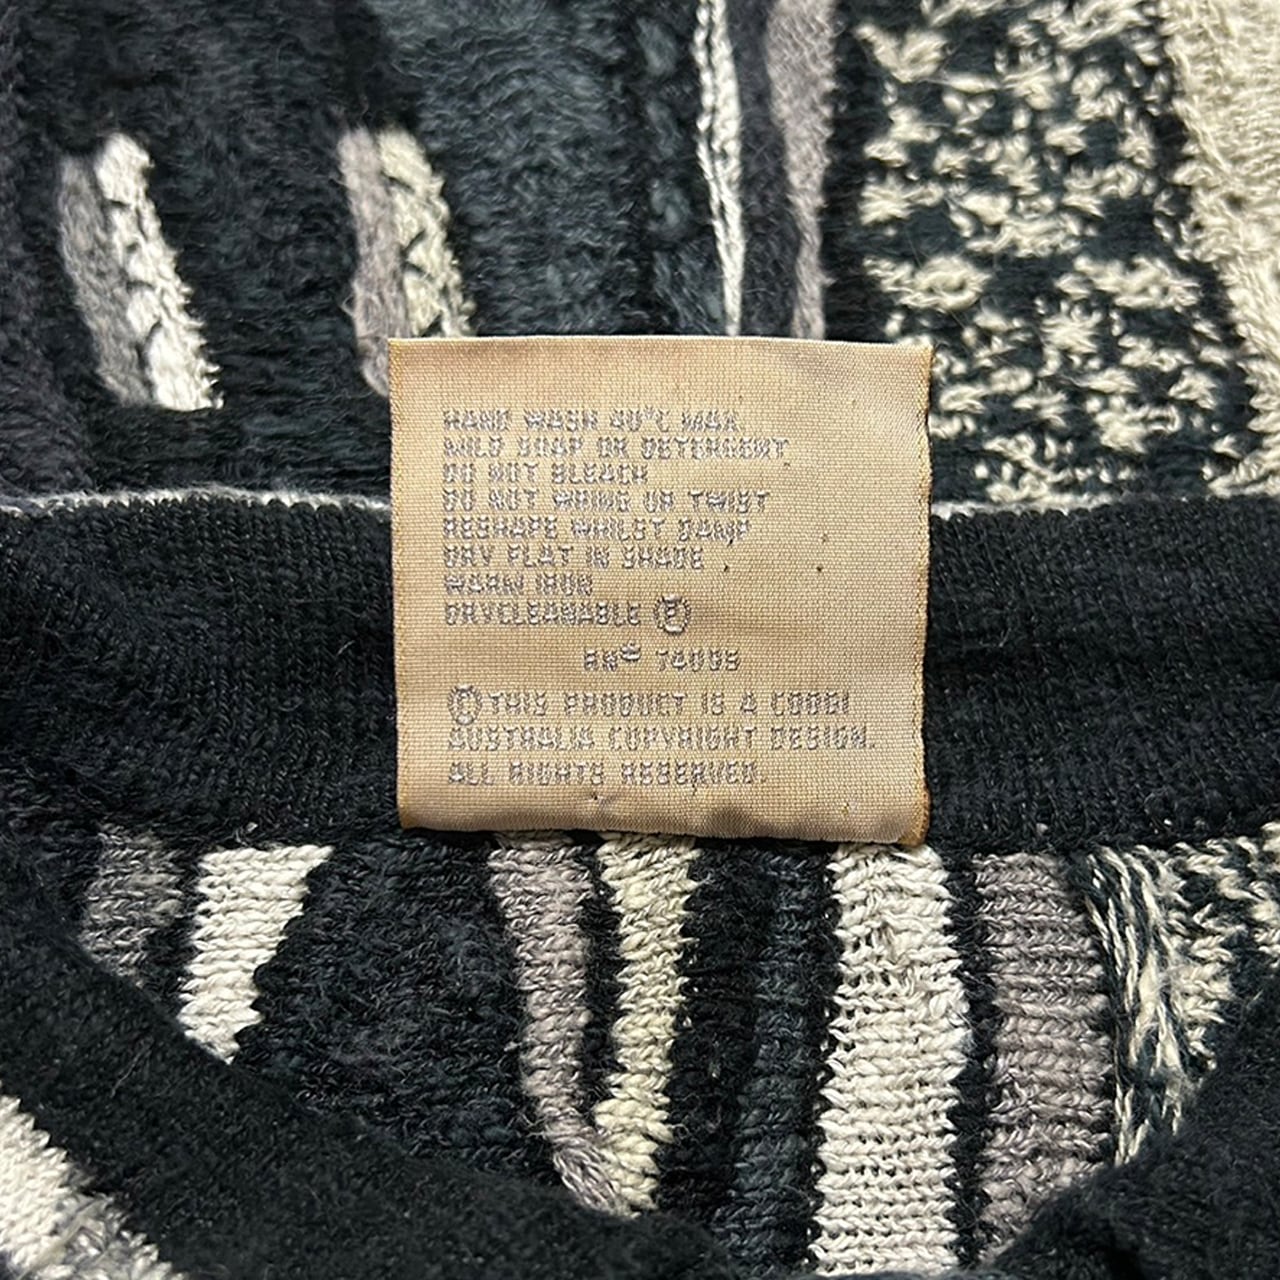 HAND WASH 40°C MAX.
MILD SOAP OR DETERGENT
DO NOT BLEACH
DO NOT WRING OR TWIST
RESHAPE WHILST DAMP
DRY FLAT IN SHADE
WARM IRON
DRYCLEANABLE Ⓟ
RN# 74095
©THIS PRODUCT IS A COOGI
AUSTRALIA COPYRIGHT DESIGN.
ALL RIGHTS RESERVED.